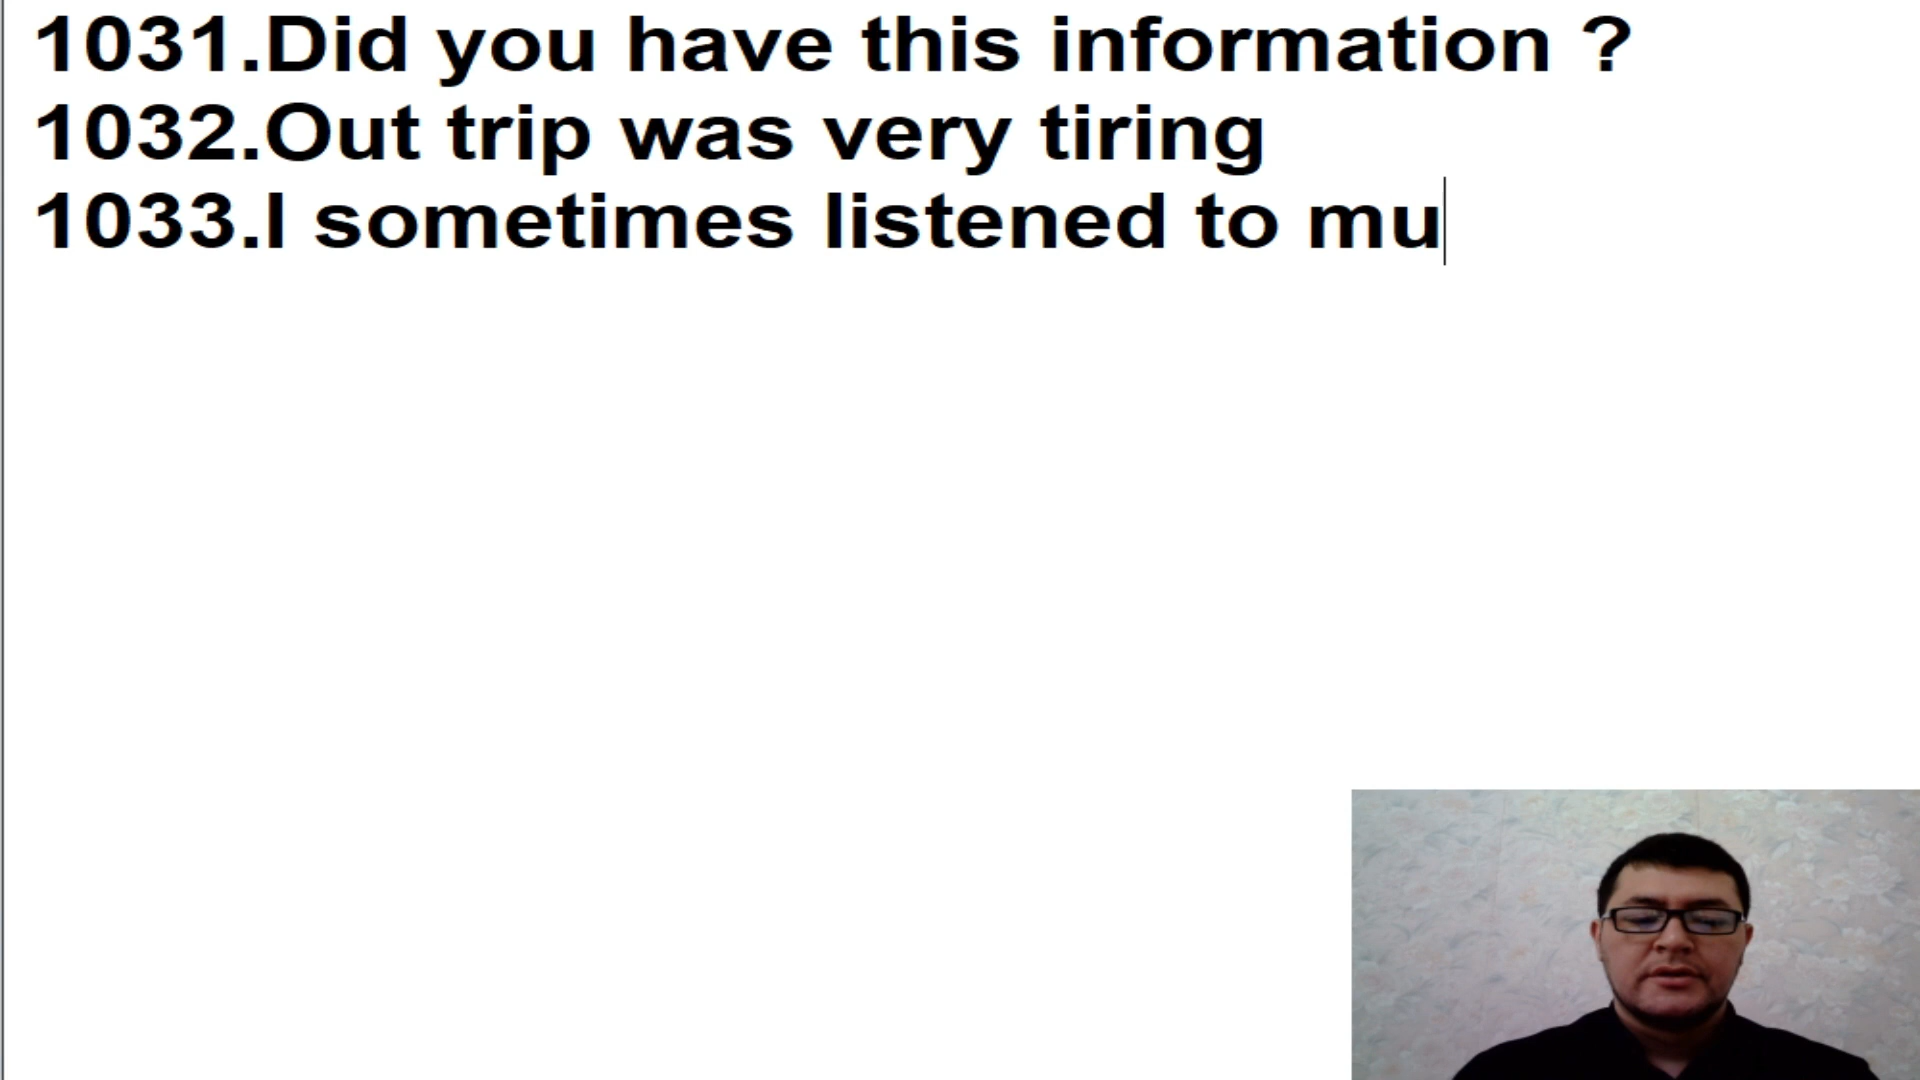 1031.Did you have this information ?
1032.Out trip was very tiring
1033.I sometimes listened to mu